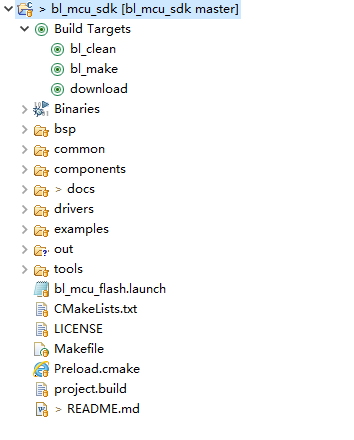 > bl_mcu_sdk [bl_mcu_sdk master]
Build Targets
bl_clean
bl_make
download
Binaries
bsp
common
components
> docs
drivers
examples
out
tools
bl_mcu_flash.launch
CMakeLists.txt
LICENSE
Makefile
Preload.cmake
project.build
> README.md